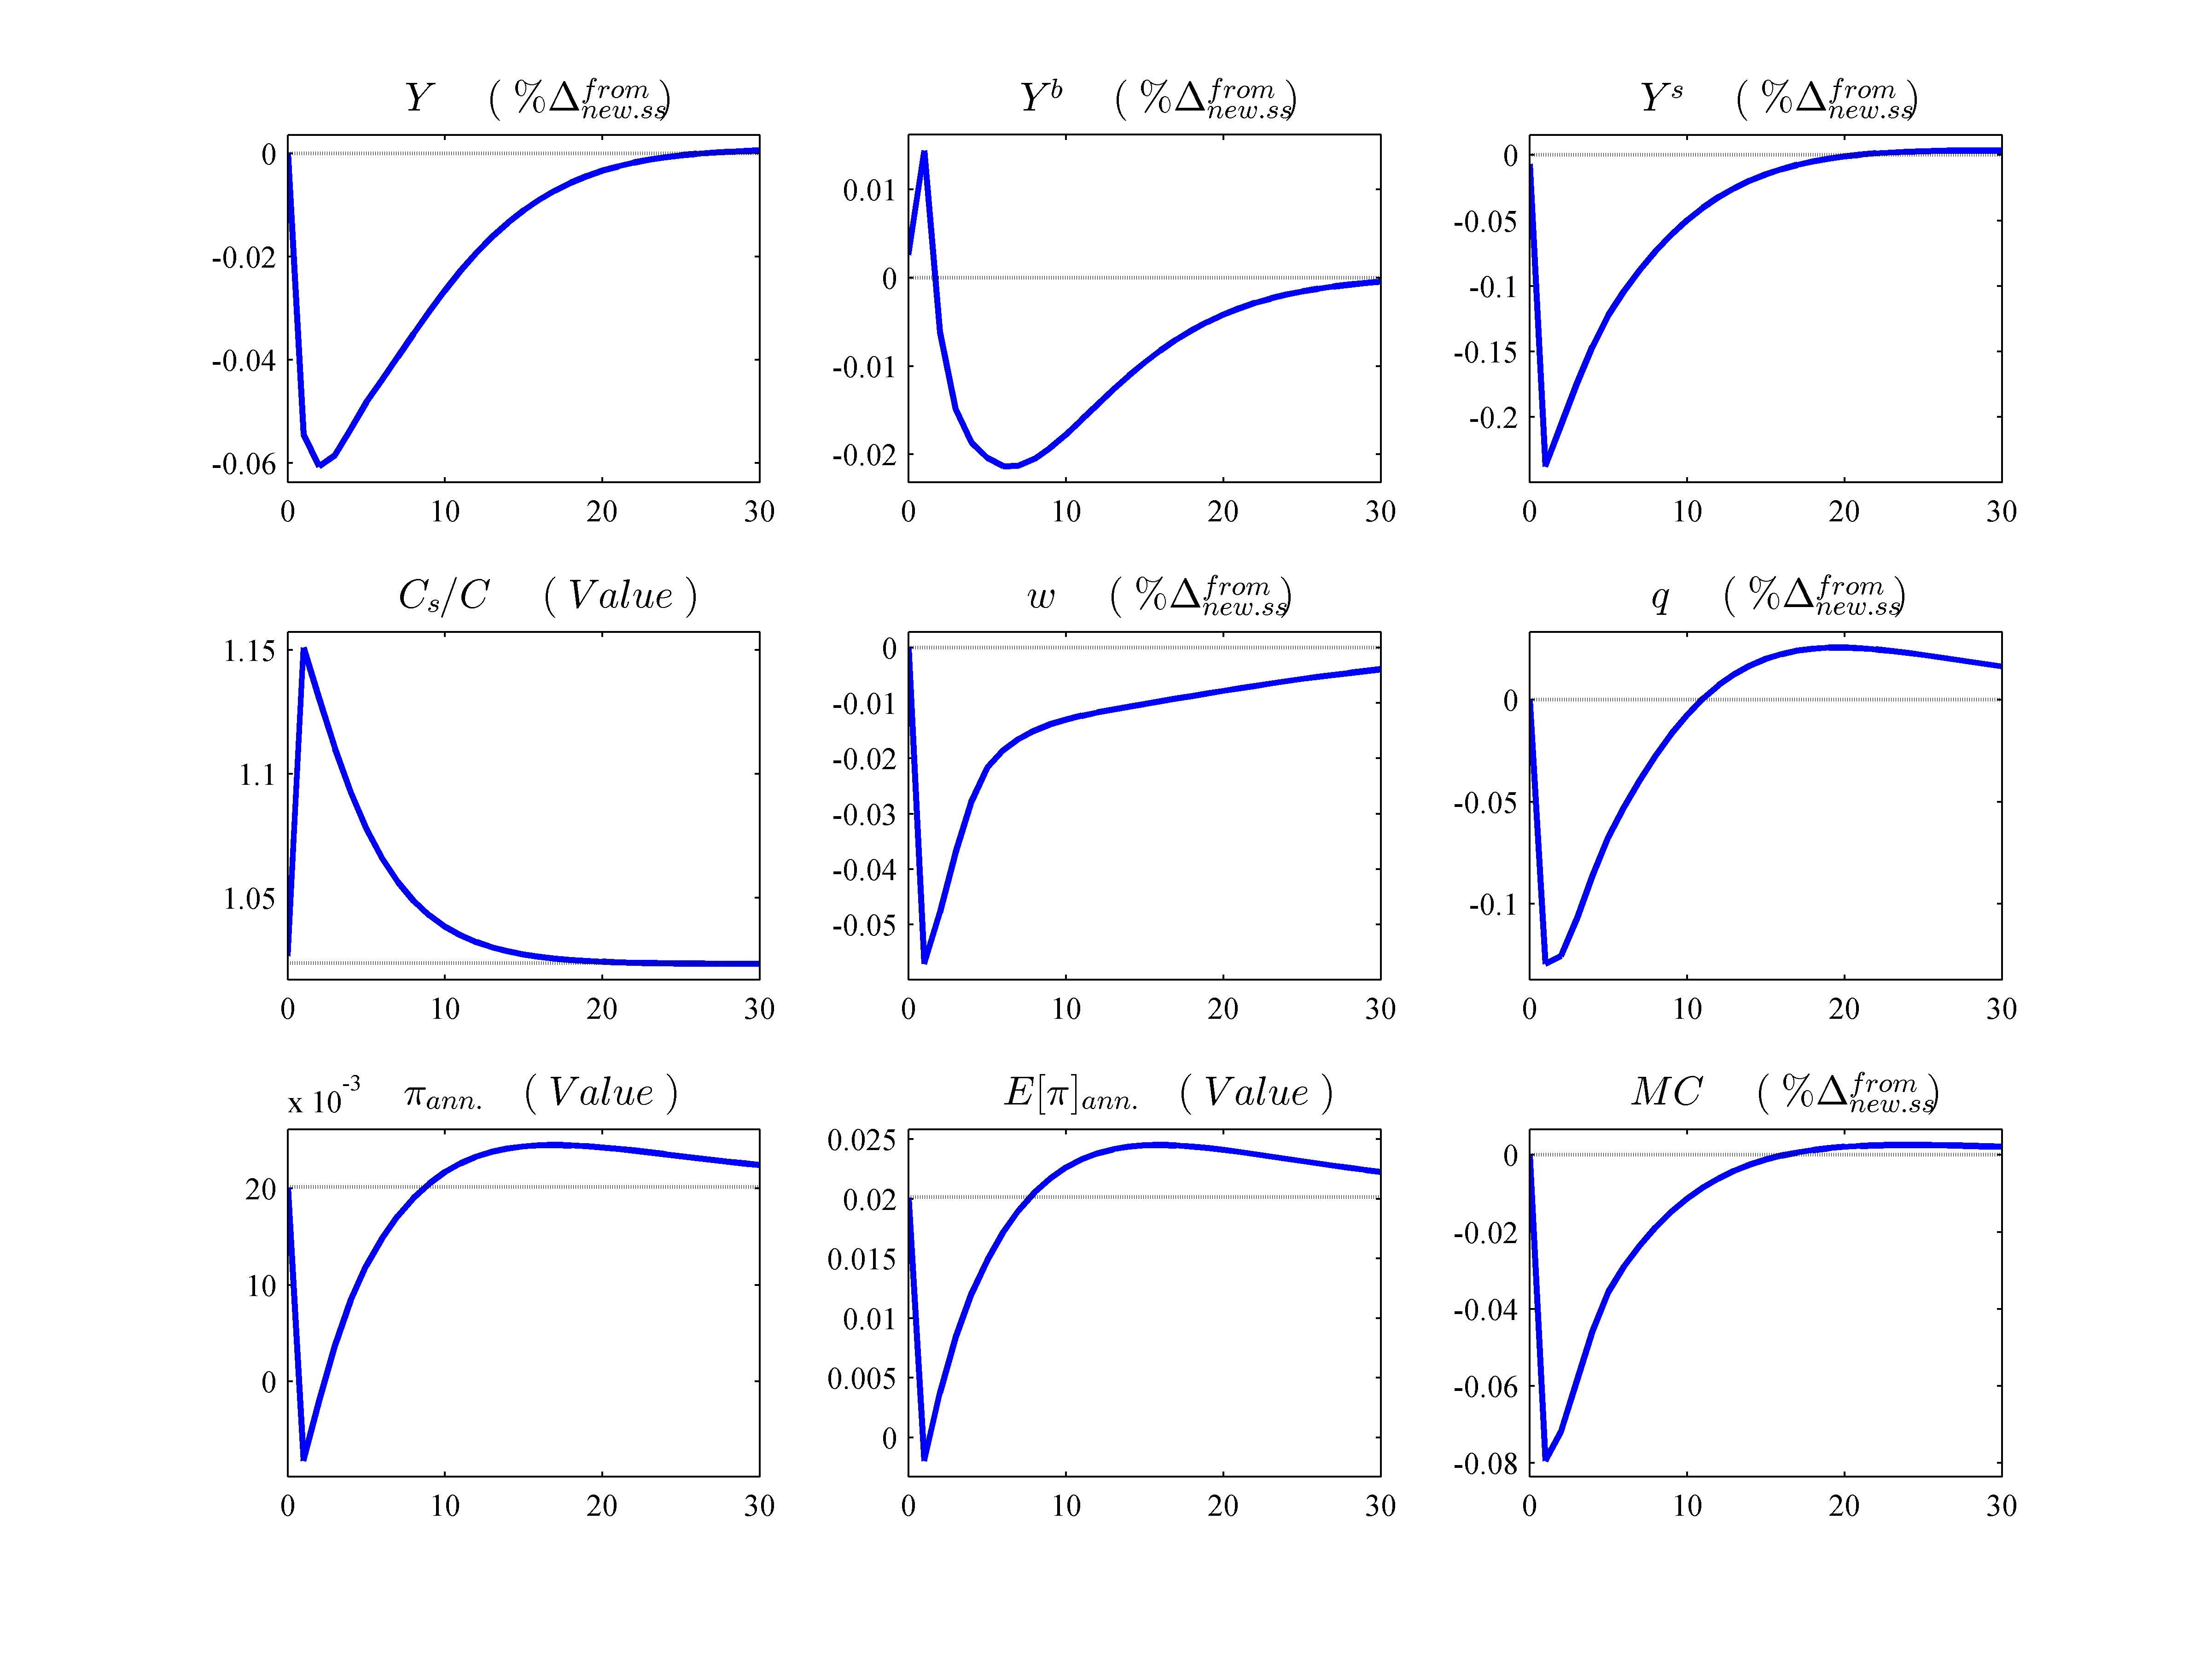 Y ( %Δ^{from}_{new.ss})
0
-0.02
-0.04
-0.06
0 10 20 30
Y^b ( %Δ^{from}_{new.ss})
0.01
0
-0.01
-0.02
0 10 20 30
Y^s ( %Δ^{from}_{new.ss})
0
-0.05
-0.1
-0.15
-0.2
0 10 20 30
C_s/C ( Value )
1.15
1.1
1.05
0 10 20 30
w ( %Δ^{from}_{new.ss})
0
-0.01
-0.02
-0.03
-0.04
-0.05
0 10 20 30
q ( %Δ^{from}_{new.ss})
0
-0.05
-0.1
0 10 20 30
x 10^{-3} π_{ann.} ( Value )
20
10
0
0 10 20 30
E[π]_{ann.} ( Value )
0.025
0.02
0.015
0.01
0.005
0
0 10 20 30
MC ( %Δ^{from}_{new.ss})
0
-0.02
-0.04
-0.06
-0.08
0 10 20 30